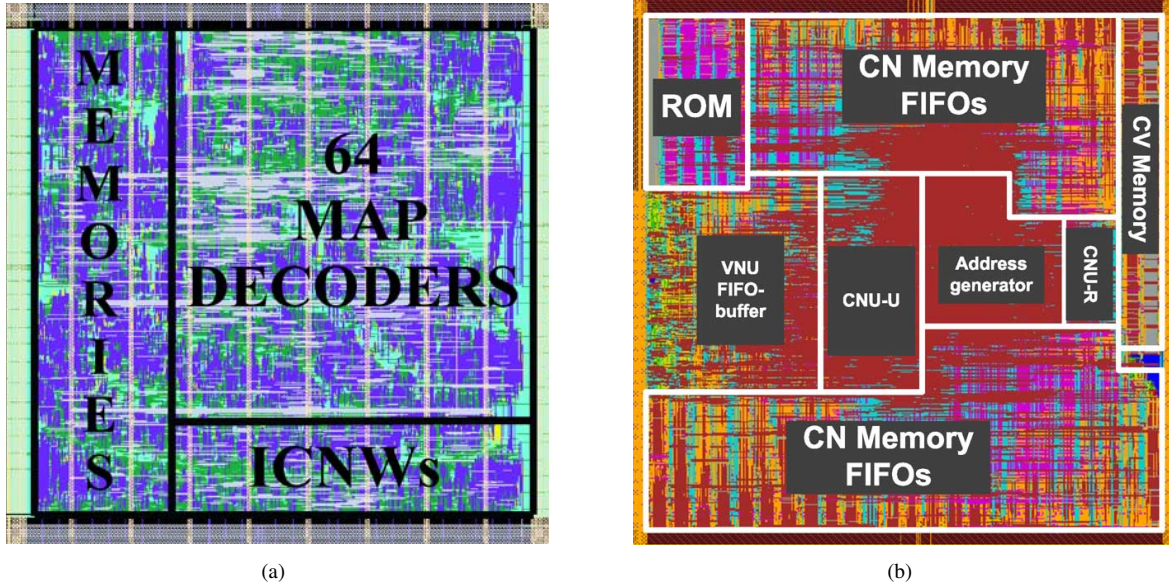 MEMORIES
64
MAP
DECODERS
ICNWs
(a)
ROM
CN Memory
FIFOs
CV Memory
VNU
FIFO-
buffer
CNU-U
Address
generator
CNU-R
CN Memory
FIFOs
(b)